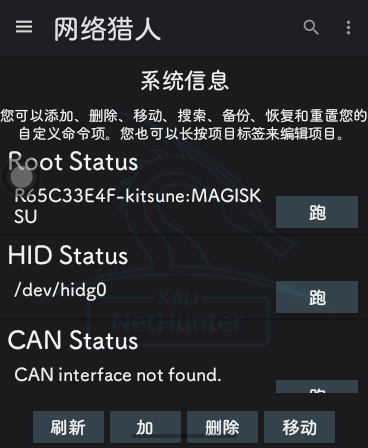 网络猎人
系统信息
您可以添加、删除、移动、搜索、备份、恢复和重置您的
自定义命令项。您也可以长按项目标签来编辑项目。
Root Status
R65C33E4F-kitsune:MAGISK
SU
跑
HID Status
/dev/hidg0
跑
KALI
NetHunter
CAN Status
CAN interface not found.
跑
刷新 加 删除 移动